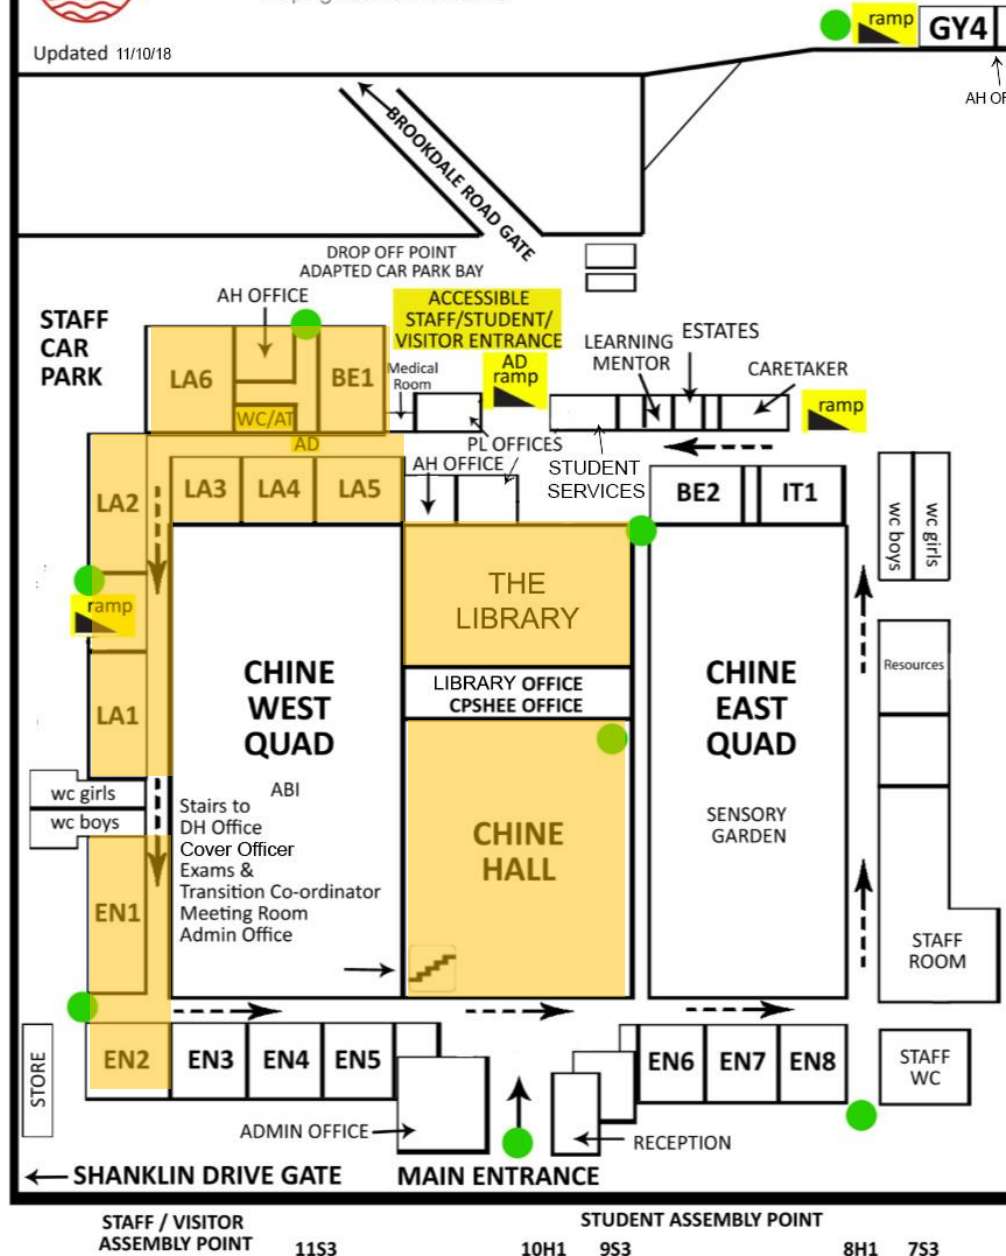 Updated 11/10/18
ramp
GY4
AH OF
BROOKDALE ROAD GATE
DROP OFF POINT
ADAPTED CAR PARK BAY
AH OFFICE
ACCESSIBLE
STAFF/STUDENT/
VISITOR ENTRANCE
STAFF
CAR
PARK
LEARNING
MENTOR
ESTATES
CARETAKER
LA6
BE1
Medical
Room
AD
ramp
ramp
WC/AT
AD
PL OFFICES
AH OFFICE
STUDENT
SERVICES
LA2
LA3
LA4
LA5
BE2
IT1
wc boys
wc girls
THE
LIBRARY
ramp
LIBRARY OFFICE
CPSHEE OFFICE
CHINE
WEST
QUAD
CHINE
EAST
QUAD
Resources
LA1
ABI
wc girls
wc boys
Stairs to
DH Office
Cover Officer
Exams &
Transition Co-ordinator
Meeting Room
Admin Office
CHINE
HALL
SENSORY
GARDEN
EN1
STAFF
ROOM
STORE
EN2
EN3
EN4
EN5
EN6
EN7
EN8
STAFF
WC
ADMIN OFFICE
RECEPTION
SHANKLIN DRIVE GATE
MAIN ENTRANCE
STAFF / VISITOR
ASSEMBLY POINT
STUDENT ASSEMBLY POINT
11S3
10H1
9S3
8H1
7S3